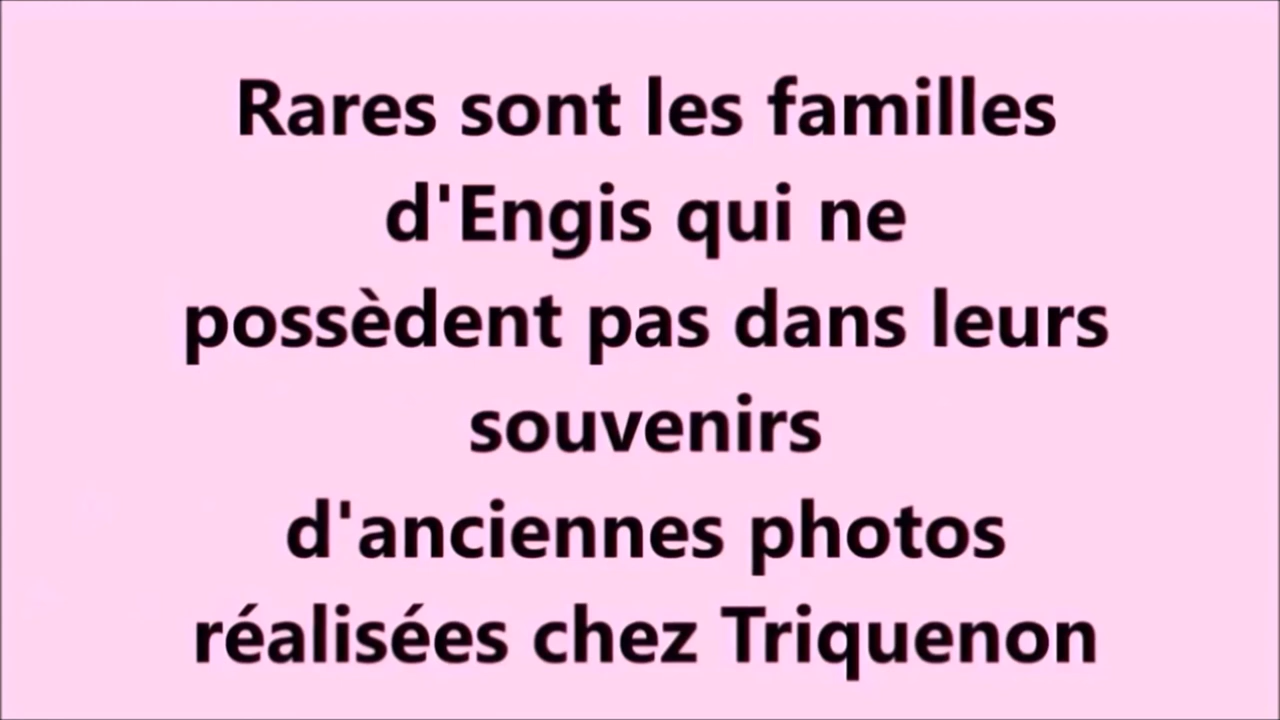 Rares sont les familles
d'Engis qui ne
possèdent pas dans leurs
souvenirs
d'anciennes photos
réalisées chez Triquenon